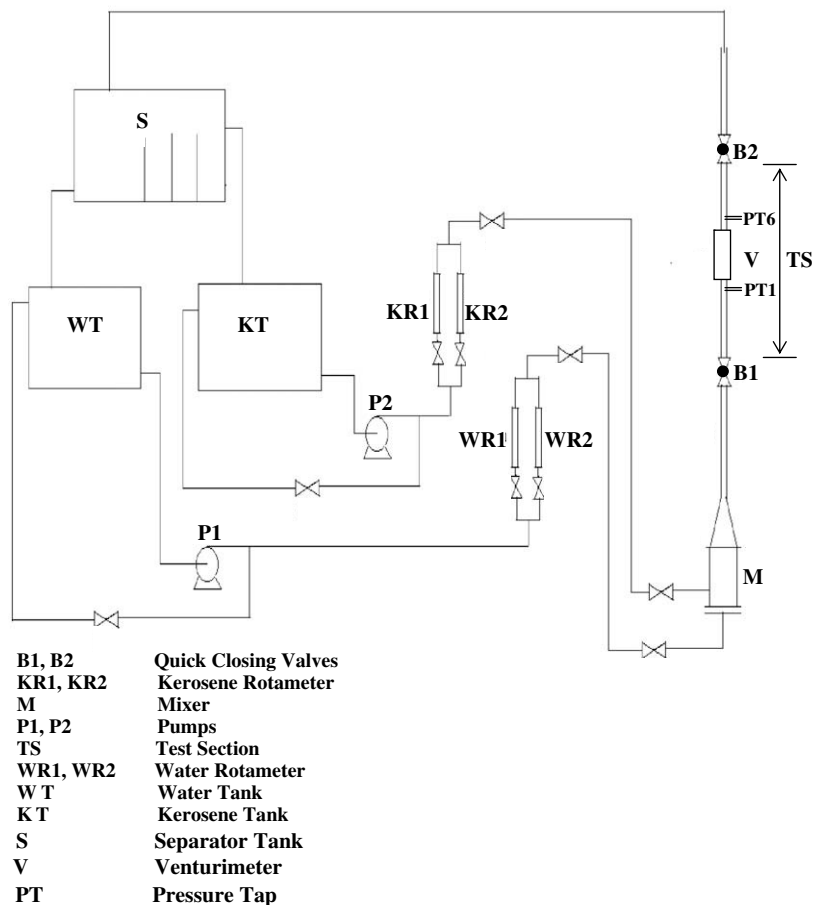 S
B2
PT6
V
TS
PT1
B1
WT
KT
KR1
KR2
P2
WR1
WR2
P1
M
B1, B2 Quick Closing Valves
KR1, KR2 Kerosene Rotameter
M Mixer
P1, P2 Pumps
TS Test Section
WR1, WR2 Water Rotameter
W T Water Tank
K T Kerosene Tank
S Separator Tank
V Venturimeter
PT Pressure Tap